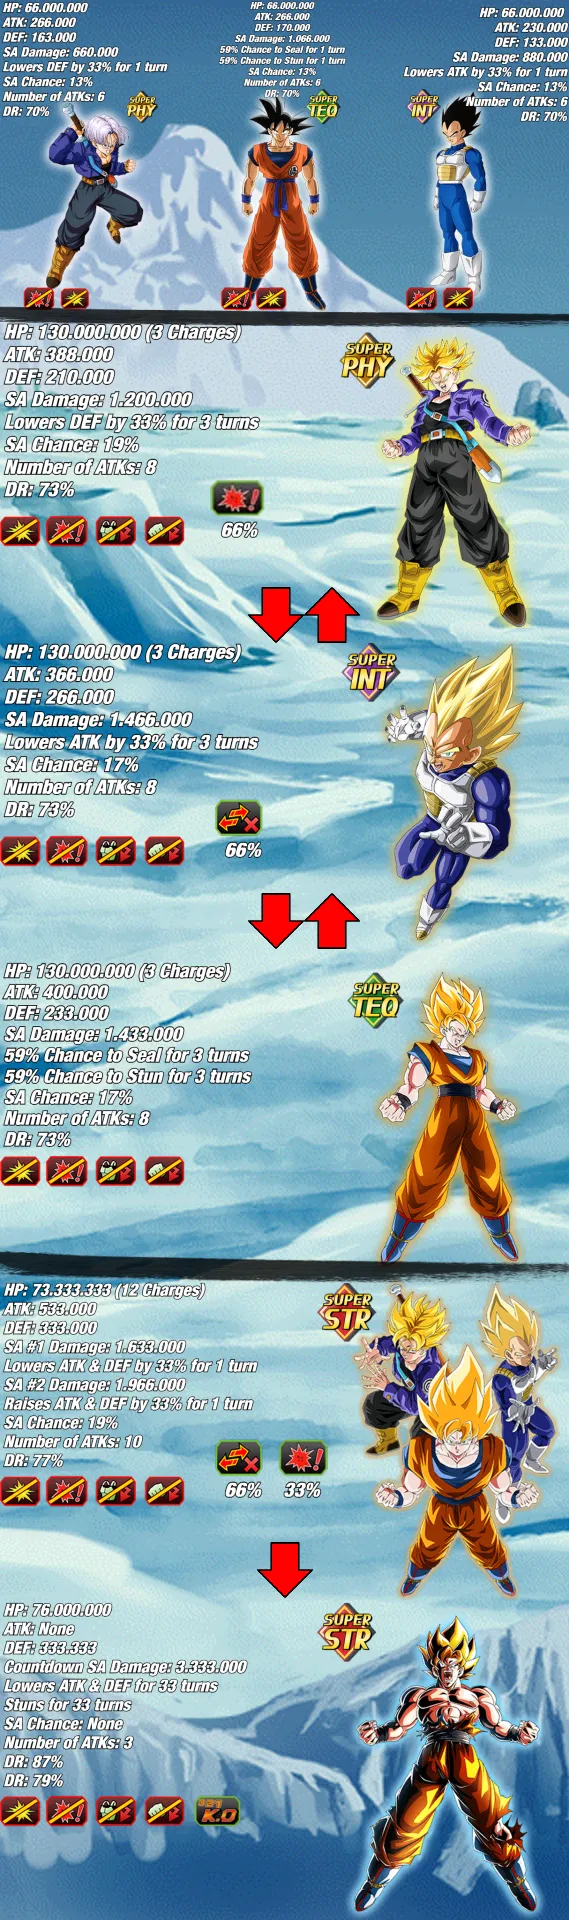 HP: 66.000.000
ATK: 266.000
DEF: 163.000
SA Damage: 660.000
Lowers DEF by 33% for 1 turn
SA Chance: 13%
Number of ATKs: 6
DR: 70%
SUPER
PHY
HP: 66.000.000
ATK: 266.000
DEF: 170.000
SA Damage: 1.066.000
59% Chance to Seal for 1 turn
59% Chance to Stun for 1 turn
SA Chance: 13%
Number of ATKs: 6
DR: 70%
SUPER
TEQ
HP: 66.000.000
ATK: 230.000
DEF: 133.000
SA Damage: 880.000
Lowers ATK by 33% for 1 turn
SA Chance: 13%
Number of ATKs: 6
DR: 70%
SUPER
INT
HP: 130.000.000 (3 Charges)
ATK: 388.000
DEF: 210.000
SA Damage: 1.200.000
Lowers DEF by 33% for 3 turns
SA Chance: 19%
Number of ATKs: 8
DR: 73%
66%
SUPER
PHY
HP: 130.000.000 (3 Charges)
ATK: 366.000
DEF: 266.000
SA Damage: 1.466.000
Lowers ATK by 33% for 3 turns
SA Chance: 17%
Number of ATKs: 8
DR: 73%
66%
SUPER
INT
HP: 130.000.000 (3 Charges)
ATK: 400.000
DEF: 233.000
SA Damage: 1.433.000
59% Chance to Seal for 3 turns
59% Chance to Stun for 3 turns
SA Chance: 17%
Number of ATKs: 8
DR: 73%
SUPER
TEQ
HP: 73.333.333 (12 Charges)
ATK: 533.000
DEF: 333.000
SA #1 Damage: 1.633.000
Lowers ATK & DEF by 33% for 1 turn
SA #2 Damage: 1.966.000
Raises ATK & DEF by 33% for 1 turn
SA Chance: 19%
Number of ATKs: 10
DR: 77%
66% 33%
SUPER
STR
HP: 76.000.000
ATK: None
DEF: 333.333
Countdown SA Damage: 3.333.000
Lowers ATK & DEF for 33 turns
Stuns for 33 turns
SA Chance: None
Number of ATKs: 3
DR: 87%
DR: 79%
321
K.O
SUPER
STR